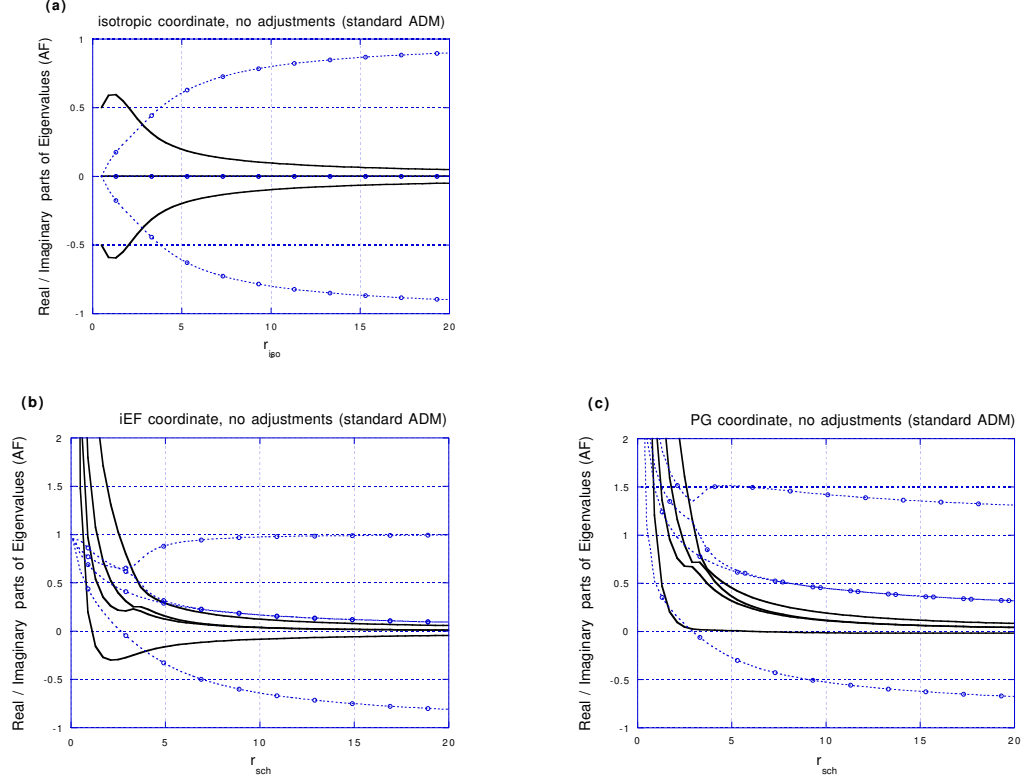 (a)
isotropic coordinate, no adjustments (standard ADM)
Real / Imaginary parts of Eigenvalues (AF)
1
0.5
0
-0.5
-1
0 5 10 15 20
r iso
(b)
iEF coordinate, no adjustments (standard ADM)
Real / Imaginary parts of Eigenvalues (AF)
2
1.5
1
0.5
0
-0.5
-1
0 5 10 15 20
r sch
(c)
PG coordinate, no adjustments (standard ADM)
Real / Imaginary parts of Eigenvalues (AF)
2
1.5
1
0.5
0
-0.5
-1
0 5 10 15 20
r sch